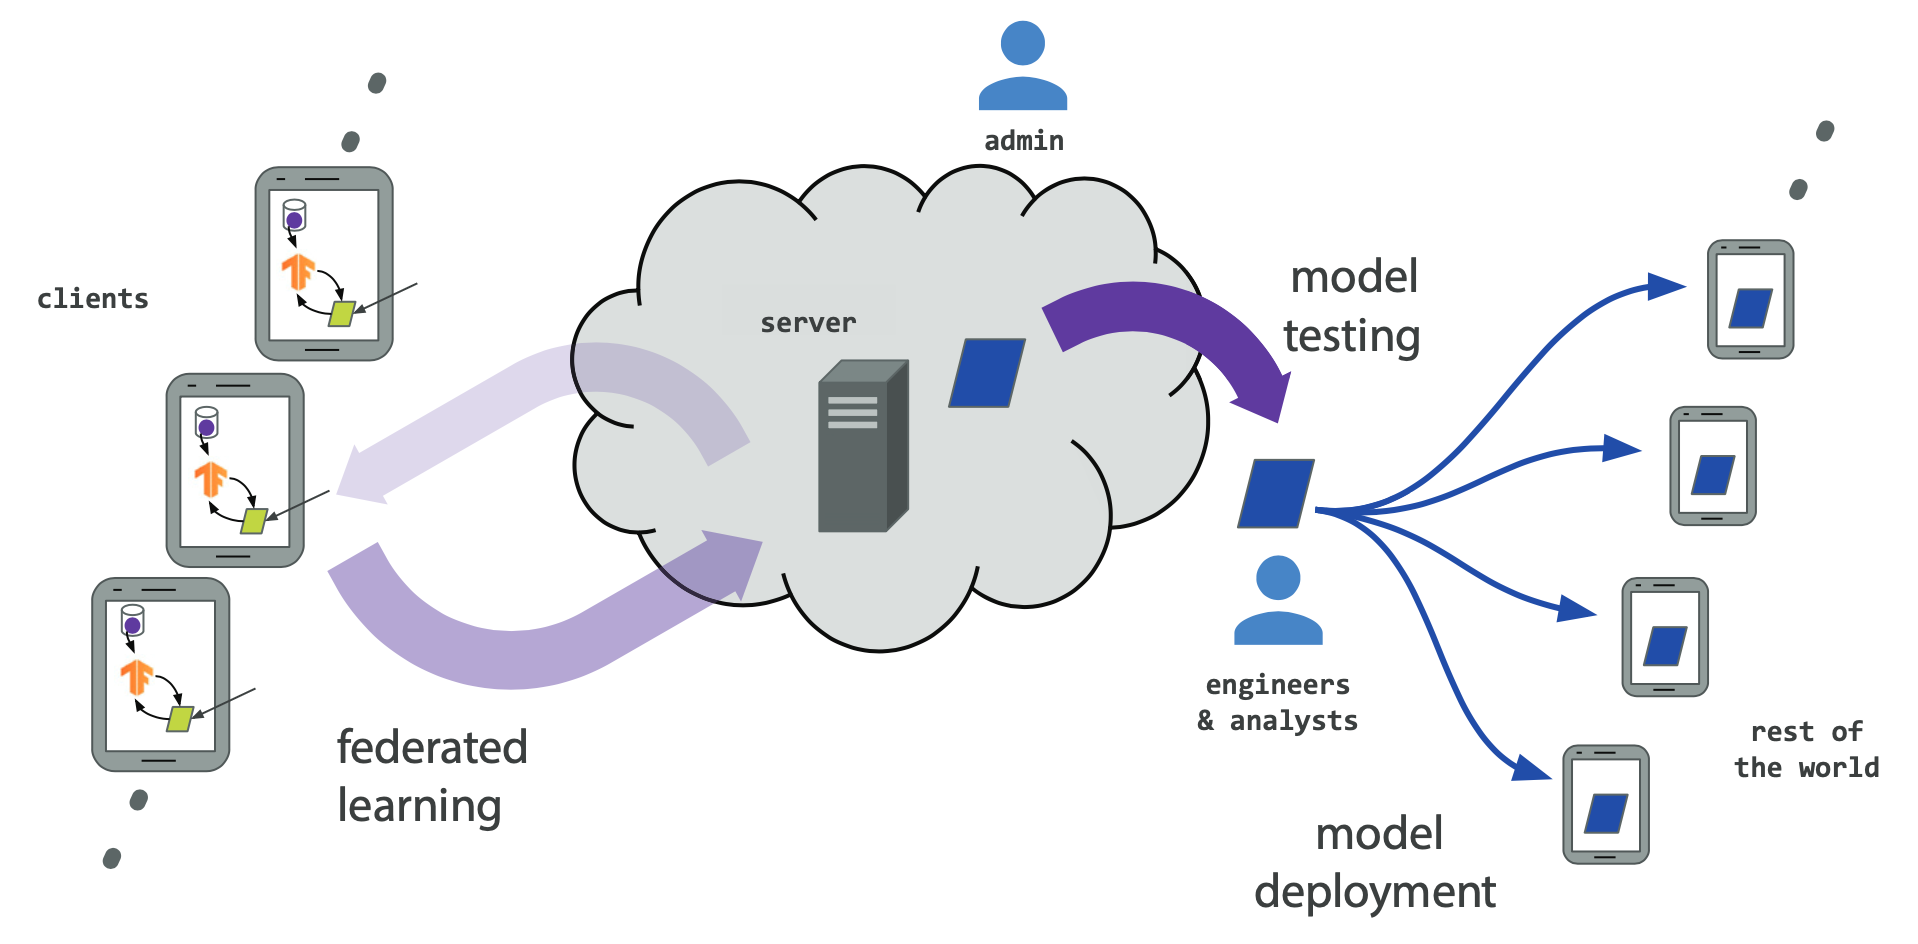 admin
clients
server
model
testing
engineers
& analysts
federated
learning
rest of
the world
model
deployment